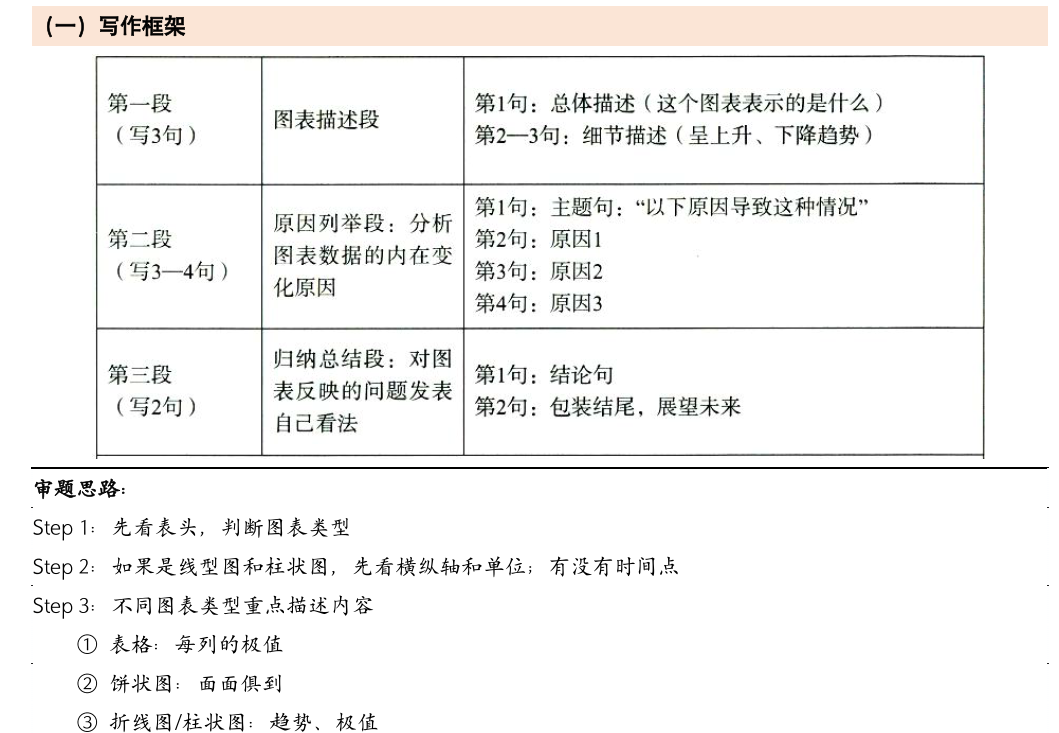 （一）写作框架
第一段
（写3句）
图表描述段
第1句：总体描述（这个图表表示的是什么）
第2—3句：细节描述（呈上升、下降趋势）
第二段
（写3—4句）
原因列举段：分析
图表数据的内在变
化原因
第1句：主题句：“以下原因导致这种情况”
第2句：原因1
第3句：原因2
第4句：原因3
第三段
（写2句）
归纳总结段：对图
表反映的问题发表
自己看法
第1句：结论句
第2句：包装结尾，展望未来
审题思路：
Step 1：先看表头，判断图表类型
Step 2：如果是线型图和柱状图，先看横纵轴和单位；有没有时间点
Step 3：不同图表类型重点描述内容
① 表格：每列的极值
② 饼状图：面面俱到
③ 折线图/柱状图：趋势、极值